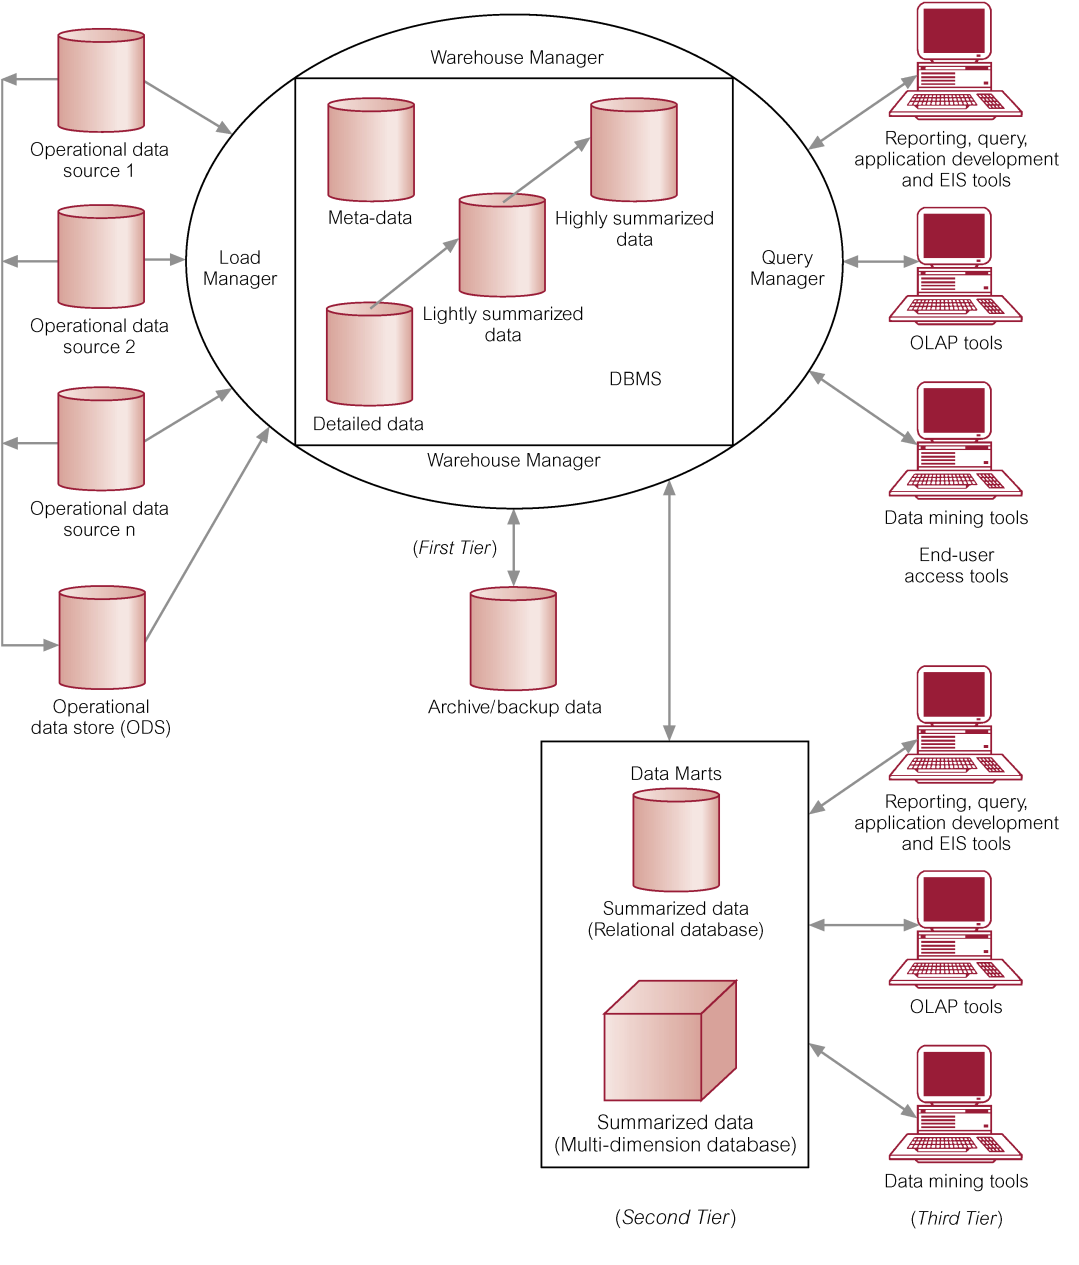 Warehouse Manager
Operational data
source 1
Operational data
source 2
Operational data
source n
Operational
data store (ODS)
Load
Manager
Meta-data
Highly summarized
data
Lightly summarized
data
DBMS
Detailed data
Warehouse Manager
Query
Manager
(First Tier)
Archive/backup data
Reporting, query,
application development
and EIS tools
OLAP tools
Data mining tools
End-user
access tools
Data Marts
Summarized data
(Relational database)
Summarized data
(Multi-dimension database)
(Second Tier)
Reporting, query,
application development
and EIS tools
OLAP tools
Data mining tools
(Third Tier)